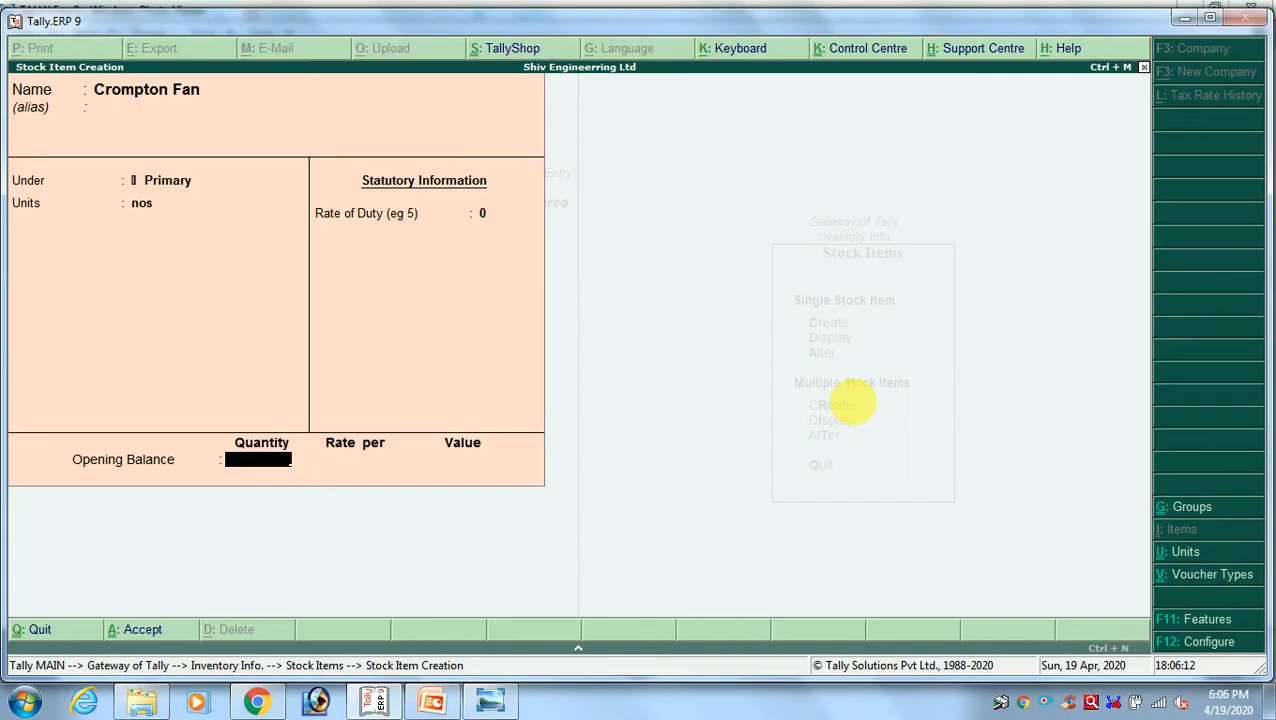 Tally.ERP 9
P: Print E: Export M: E-Mail O: Upload S: TallyShop G: Language K: Keyboard K: Control Centre H: Support Centre H: Help
Stock Item Creation Shiv Engineerring Ltd Ctrl + M
Name : Crompton Fan
(alias) :
Under : Primary
Units : nos
Statutory Information
Rate of Duty (eg 5) : 0
Quantity Rate per Value
Opening Balance :
Entry
Gateway of Tally
Inventory Info.
Stock Items
Single Stock Item
Create
Display
Alter
Multiple Stock Items
CReate
DIsplay
AlTer
Quit
F3: Company
F3: New Company
L: Tax Rate History
G: Groups
I: Items
U: Units
V: Voucher Types
F11: Features
F12: Configure
Q: Quit A: Accept D: Delete
Ctrl + N
Tally MAIN --> Gateway of Tally --> Inventory Info. --> Stock Items --> Stock Item Creation © Tally Solutions Pvt Ltd., 1988-2020 Sun, 19 Apr, 2020 18:06:12
6:06 PM
4/19/2020